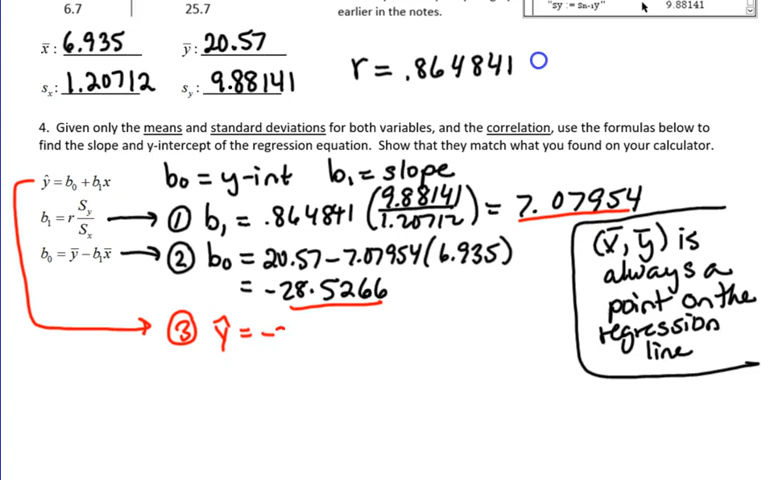 6.7 25.7
earlier in the notes.
"sy := sn-1y" 9.88141
x̄ : 6.935 ȳ : 20.57
r = .864841
sₓ : 1.20712 sᵧ : 9.88141
4. Given only the means and standard deviations for both variables, and the correlation, use the formulas below to
find the slope and y-intercept of the regression equation. Show that they match what you found on your calculator.
ŷ = b₀ + b₁x b₀ = y-int b₁ = slope
b₁ = r Sᵧ/Sₓ ① b₁ = .864841 (9.88141/1.20712) = 7.07954
b₀ = ȳ − b₁x̄ ② b₀ = 20.57 − 7.07954(6.935)
= -28.5266
③ ŷ = -
(x̄, ȳ) is
always a
point on the
regression
line